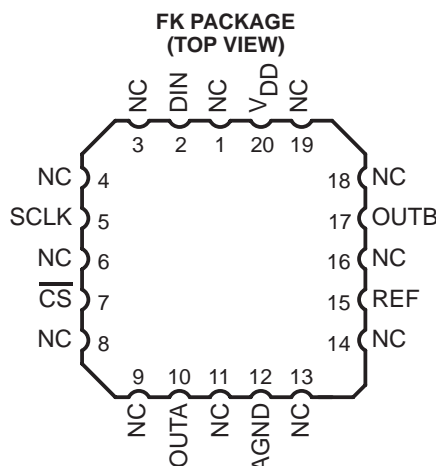 FK PACKAGE
(TOP VIEW)
NC DIN NC VDD NC
3 2 1 20 19
NC 4 18 NC
SCLK 5 17 OUTB
NC 6 16 NC
C̅S̅ 7 15 REF
NC 8 14 NC
9 10 11 12 13
NC OUTA NC AGND NC